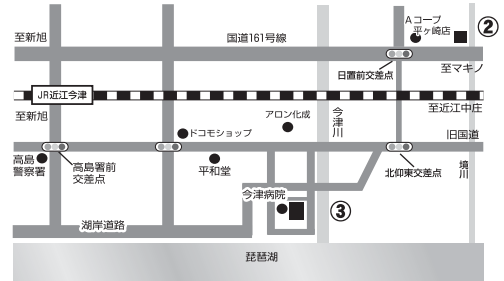 Aコープ
平ヶ崎店
②
至新旭
国道161号線
日置前交差点
至マキノ
JR近江今津
至近江中庄
至新旭
アロン化成
今津川
ドコモショップ
旧国道
高島
警察署
高島署前
交差点
平和堂
北仰東交差点
境川
今津病院
③
湖岸道路
琵琶湖